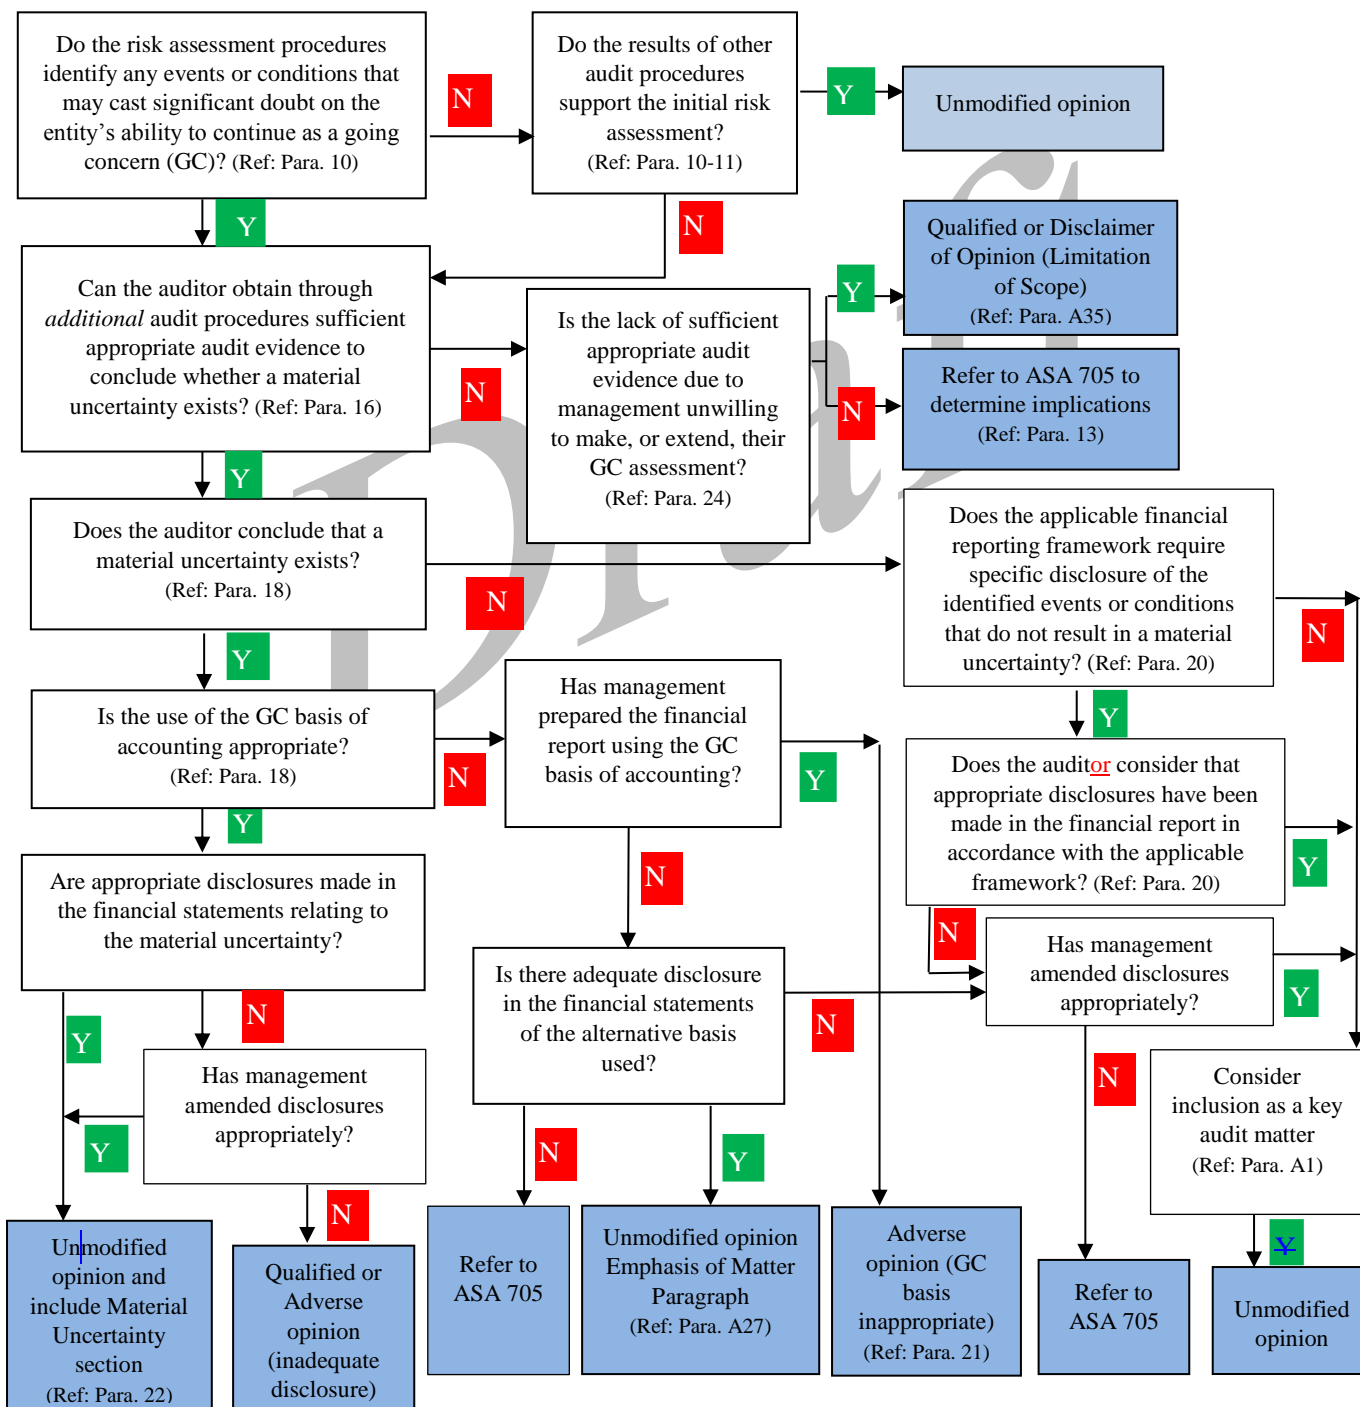 Do the risk assessment procedures
identify any events or conditions that
may cast significant doubt on the
entity's ability to continue as a going
concern (GC)? (Ref: Para. 10)
N
Do the results of other
audit procedures
support the initial risk
assessment?
(Ref: Para. 10-11)
Y
Unmodified opinion
Y
N
Qualified or Disclaimer
of Opinion (Limitation
of Scope)
(Ref: Para. A35)
Can the auditor obtain through
additional audit procedures sufficient
appropriate audit evidence to
conclude whether a material
uncertainty exists? (Ref: Para. 16)
N
Is the lack of sufficient
appropriate audit
evidence due to
management unwilling
to make, or extend, their
GC assessment?
(Ref: Para. 24)
Y
N
Refer to ASA 705 to
determine implications
(Ref: Para. 13)
Y
Does the auditor conclude that a
material uncertainty exists?
(Ref: Para. 18)
N
Does the applicable financial
reporting framework require
specific disclosure of the
identified events or conditions
that do not result in a material
uncertainty? (Ref: Para. 20)
N
Y
Y
Is the use of the GC basis of
accounting appropriate?
(Ref: Para. 18)
N
Has management
prepared the financial
report using the GC
basis of accounting?
Y
Does the auditor consider that
appropriate disclosures have been
made in the financial report in
accordance with the applicable
framework? (Ref: Para. 20)
Y
N
Y
Are appropriate disclosures made in
the financial statements relating to
the material uncertainty?
N
Is there adequate disclosure
in the financial statements
of the alternative basis
used?
N
Has management
amended disclosures
appropriately?
Y
N
Y
N
Has management
amended disclosures
appropriately?
Y
N
N
Y
Consider
inclusion as a key
audit matter
(Ref: Para. A1)
Y
Unmodified
opinion and
include Material
Uncertainty
section
(Ref: Para. 22)
Qualified or
Adverse
opinion
(inadequate
disclosure)
Refer to
ASA 705
Unmodified opinion
Emphasis of Matter
Paragraph
(Ref: Para. A27)
Adverse
opinion (GC
basis
inappropriate)
(Ref: Para. 21)
Refer to
ASA 705
Unmodified
opinion
Draft